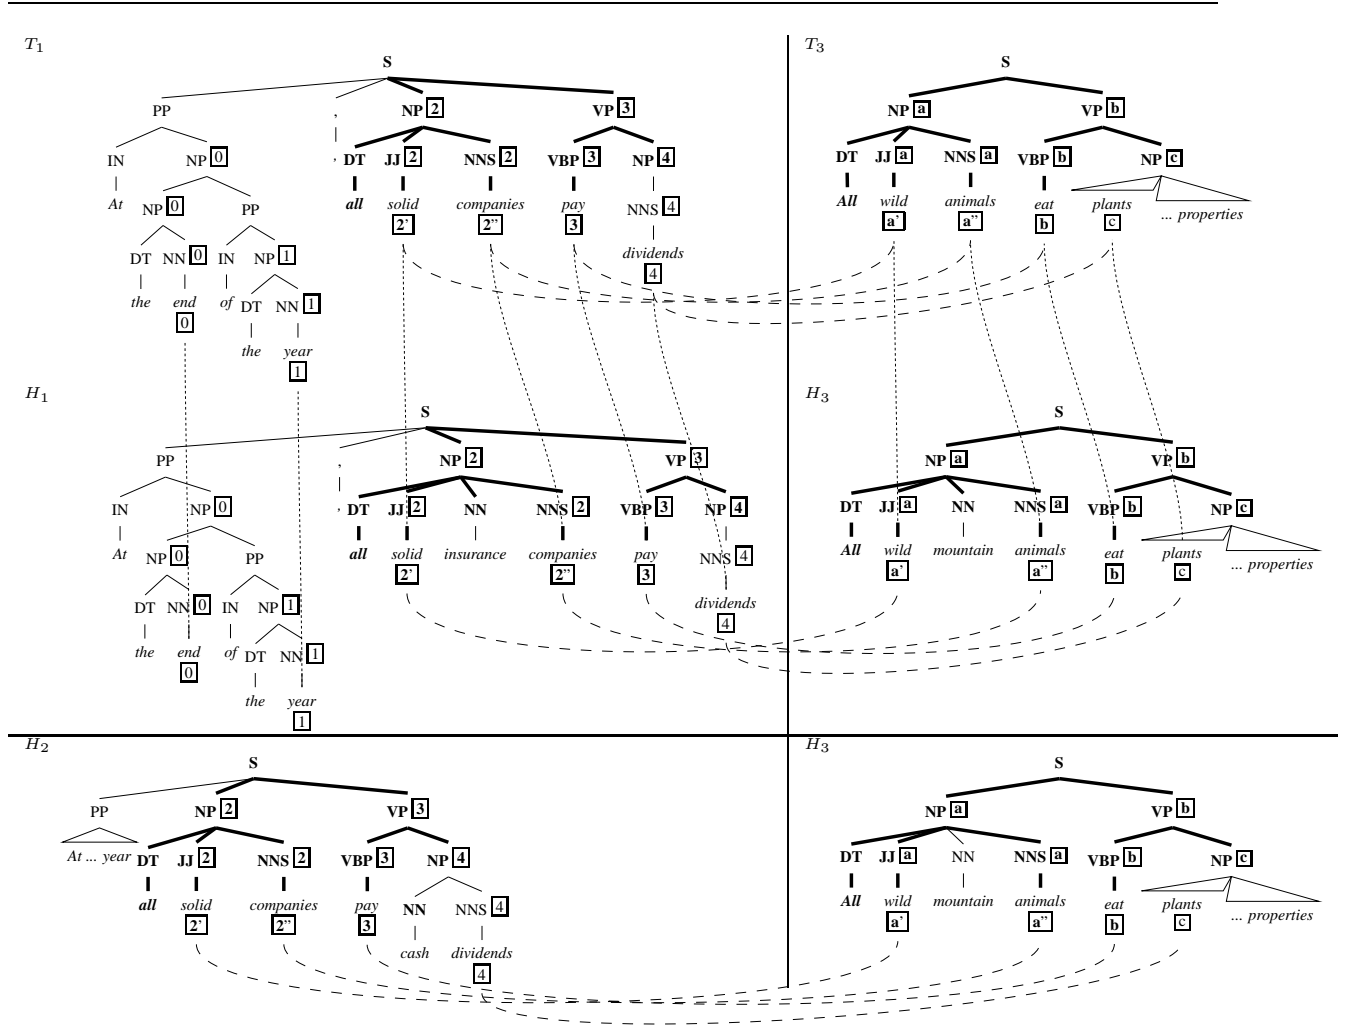 T1 T3
S S
PP , NP 2 VP 3 NP a VP b
IN NP 0 , DT JJ 2 NNS 2 VBP 3 NP 4 DT JJ a NNS a VBP b NP c
At NP 0 PP all solid companies pay NNS 4 All wild animals eat plants ... properties
2' 2" 3 a' a" b c
DT NN 0 IN NP 1 dividends
4
the end of DT NN 1
0
the year
1
H1 H3
S S
PP , NP 2 VP 3 NP a VP b
IN NP 0 , DT JJ 2 NN NNS 2 VBP 3 NP 4 DT JJ a NN NNS a VBP b NP c
At NP 0 PP all solid insurance companies pay NNS 4 All wild mountain animals eat plants ... properties
2' 2" 3 a' a" b c
DT NN 0 IN NP 1 dividends
4
the end of DT NN 1
0
the year
1
H2 H3
S S
PP NP 2 VP 3 NP a VP b
At ... year DT JJ 2 NNS 2 VBP 3 NP 4 DT JJ a NN NNS a VBP b NP c
all solid companies pay NN NNS 4 All wild mountain animals eat plants ... properties
2' 2" 3 a' a" b c
cash dividends
4